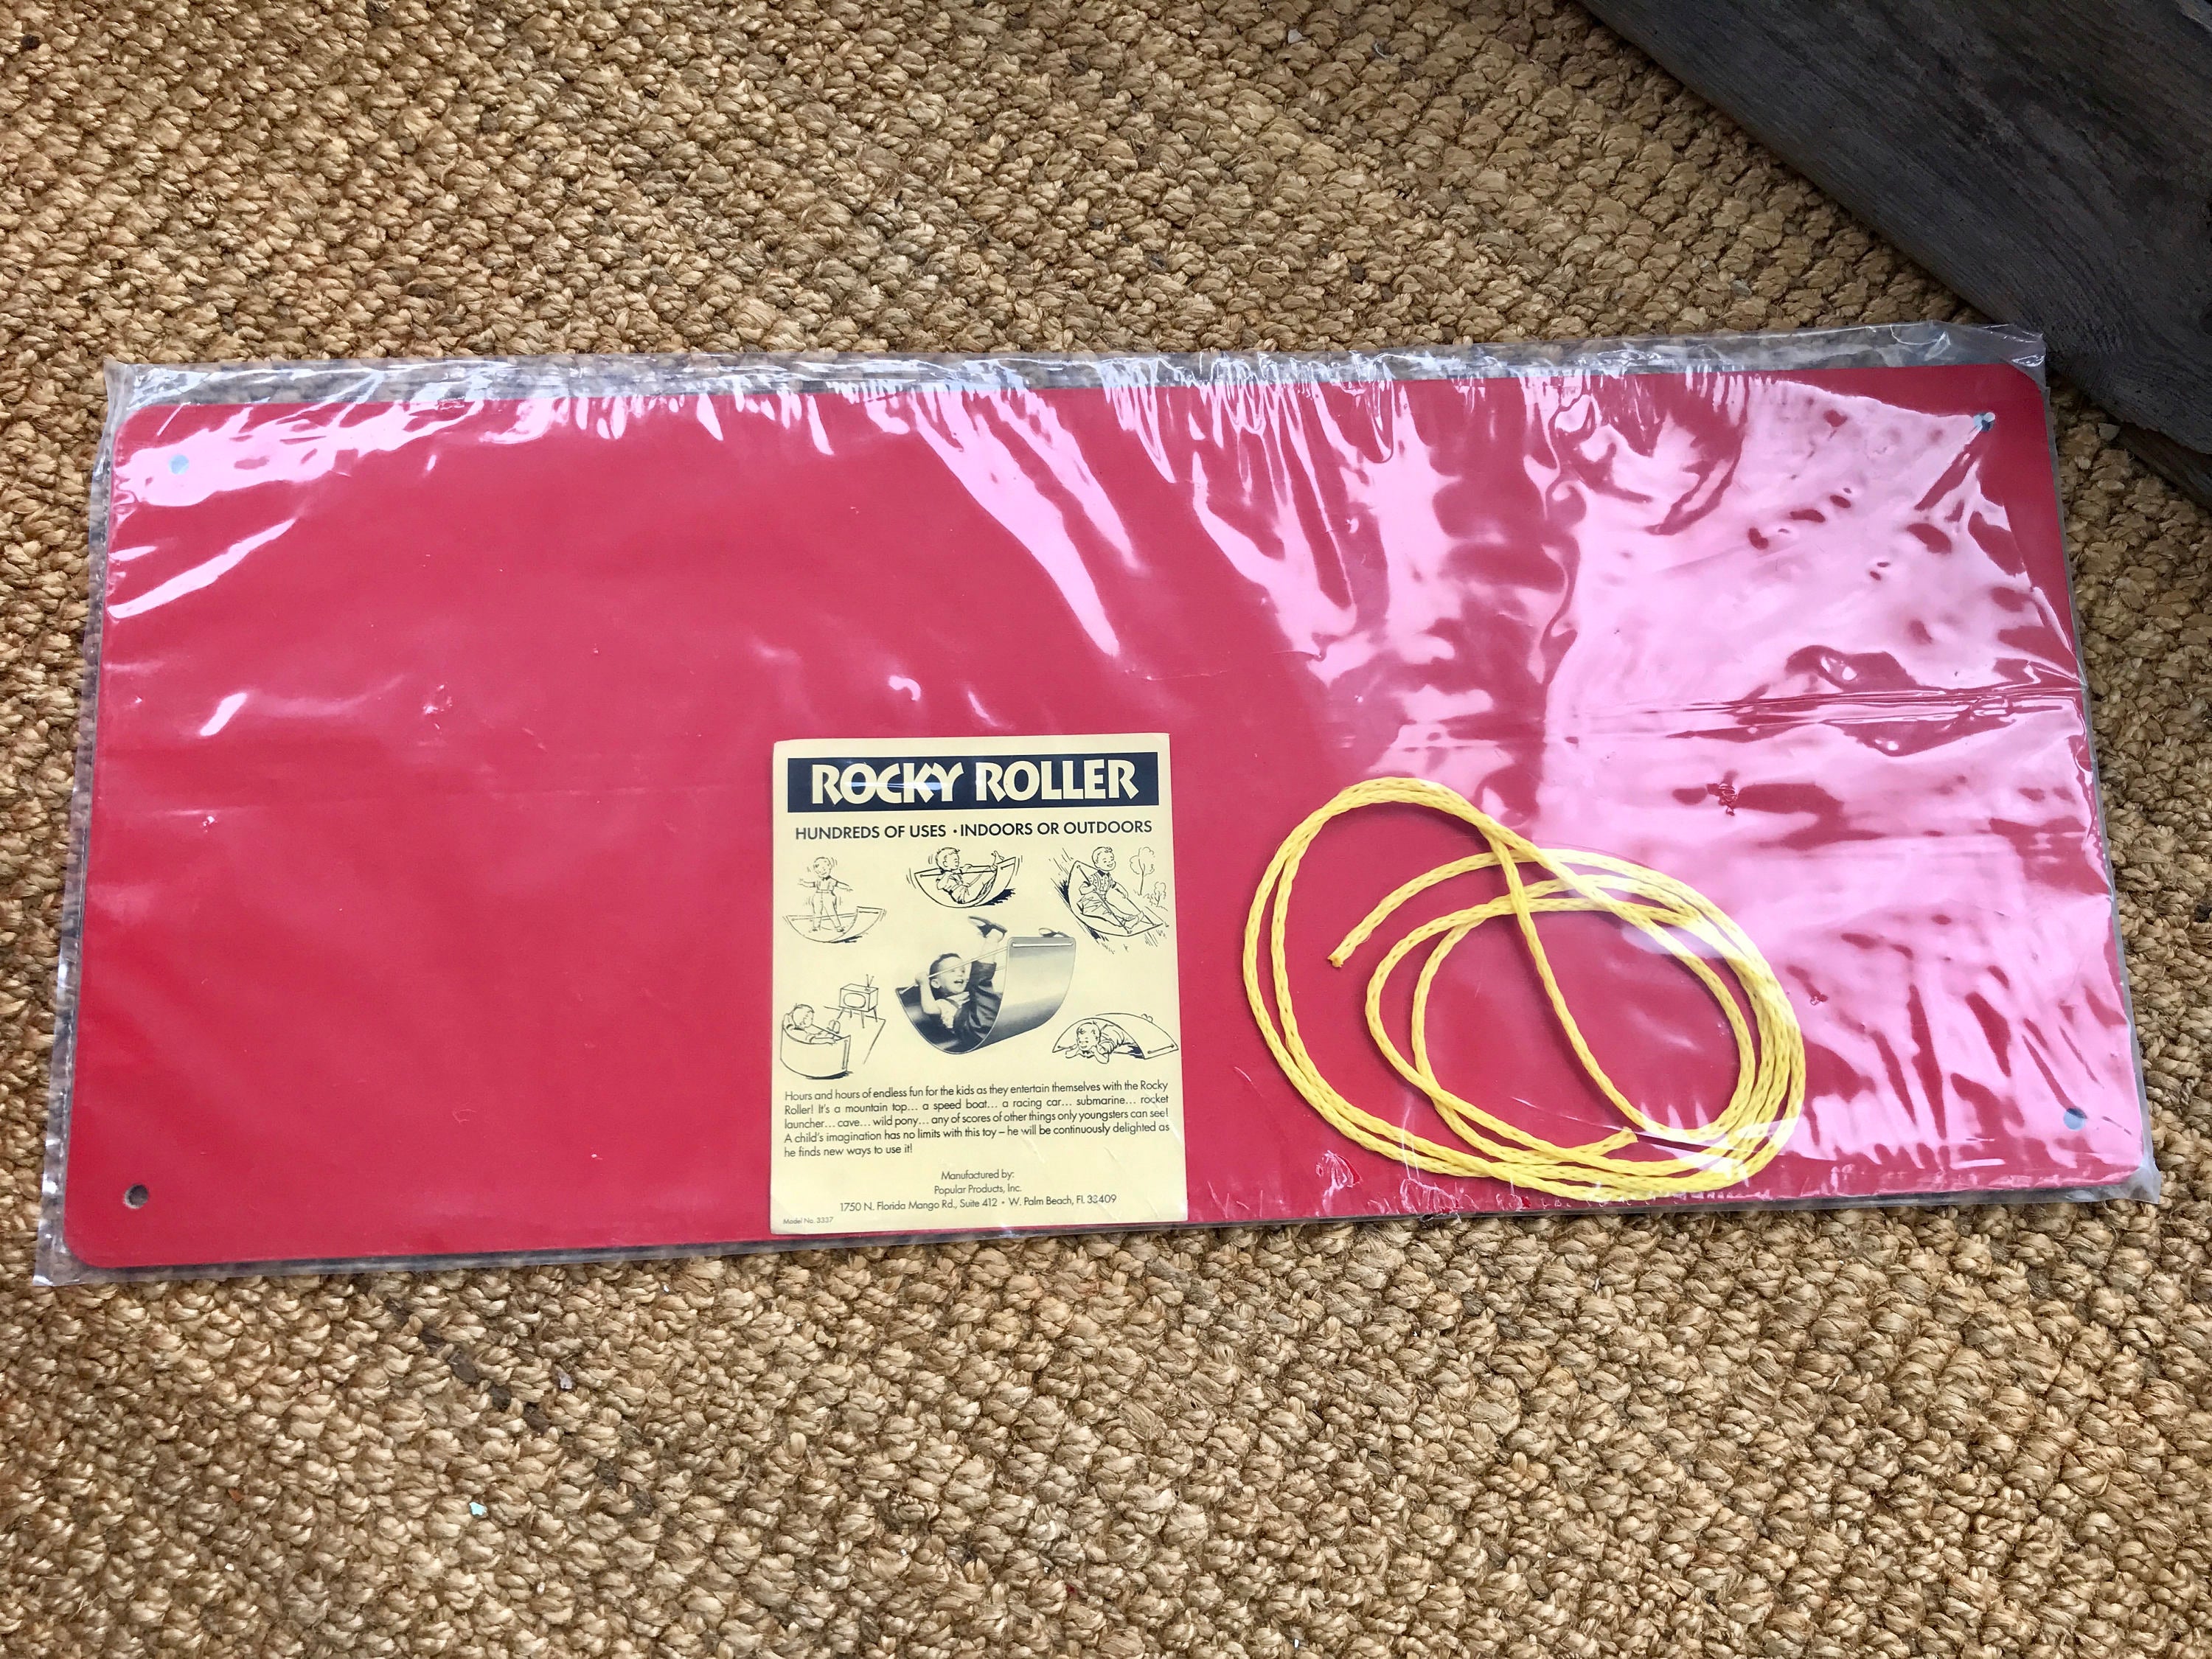 ROCKY ROLLER
HUNDREDS OF USES • INDOORS OR OUTDOORS
Hours and hours of endless fun for the kids as they entertain themselves with the Rocky
Roller! It's a mountain top... a speed boat... a racing car... submarine... rocket
launcher... cave... wild pony... any of scores of other things only youngsters can see!
A child's imagination has no limits with this toy – he will be continuously delighted as
he finds new ways to use it!
Manufactured by:
Popular Products, Inc.
1750 N. Florida Mango Rd., Suite 412 • W. Palm Beach, Fl. 33409
Model No. 3337